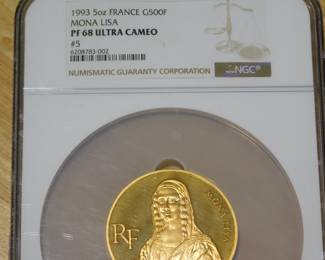 1993 5oz FRANCE G500F
MONA LISA
PF 68 ULTRA CAMEO
#5
6208783-002
NUMISMATIC GUARANTY CORPORATION
NGC
RF
MONA LISA